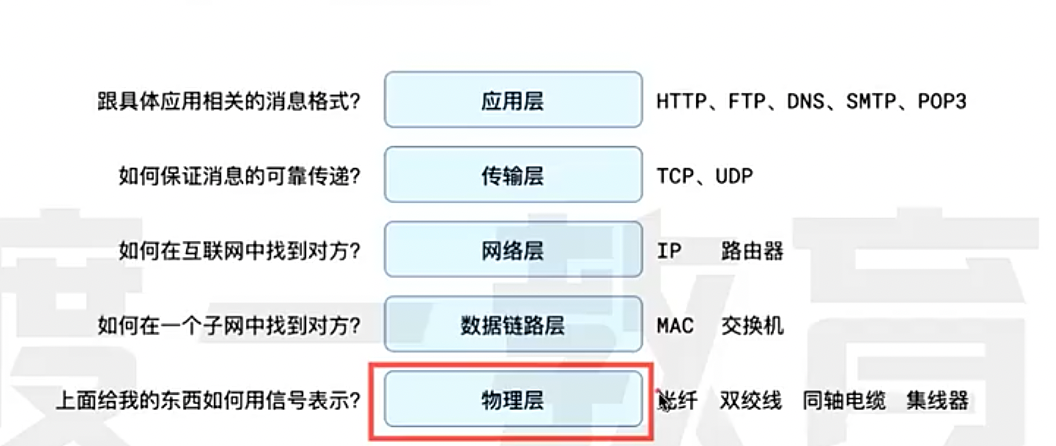 跟具体应用相关的消息格式? 应用层 HTTP、FTP、DNS、SMTP、POP3
如何保证消息的可靠传递? 传输层 TCP、UDP
如何在互联网中找到对方? 网络层 IP 路由器
如何在一个子网中找到对方? 数据链路层 MAC 交换机
上面给我的东西如何用信号表示? 物理层 光纤 双绞线 同轴电缆 集线器
度一教育